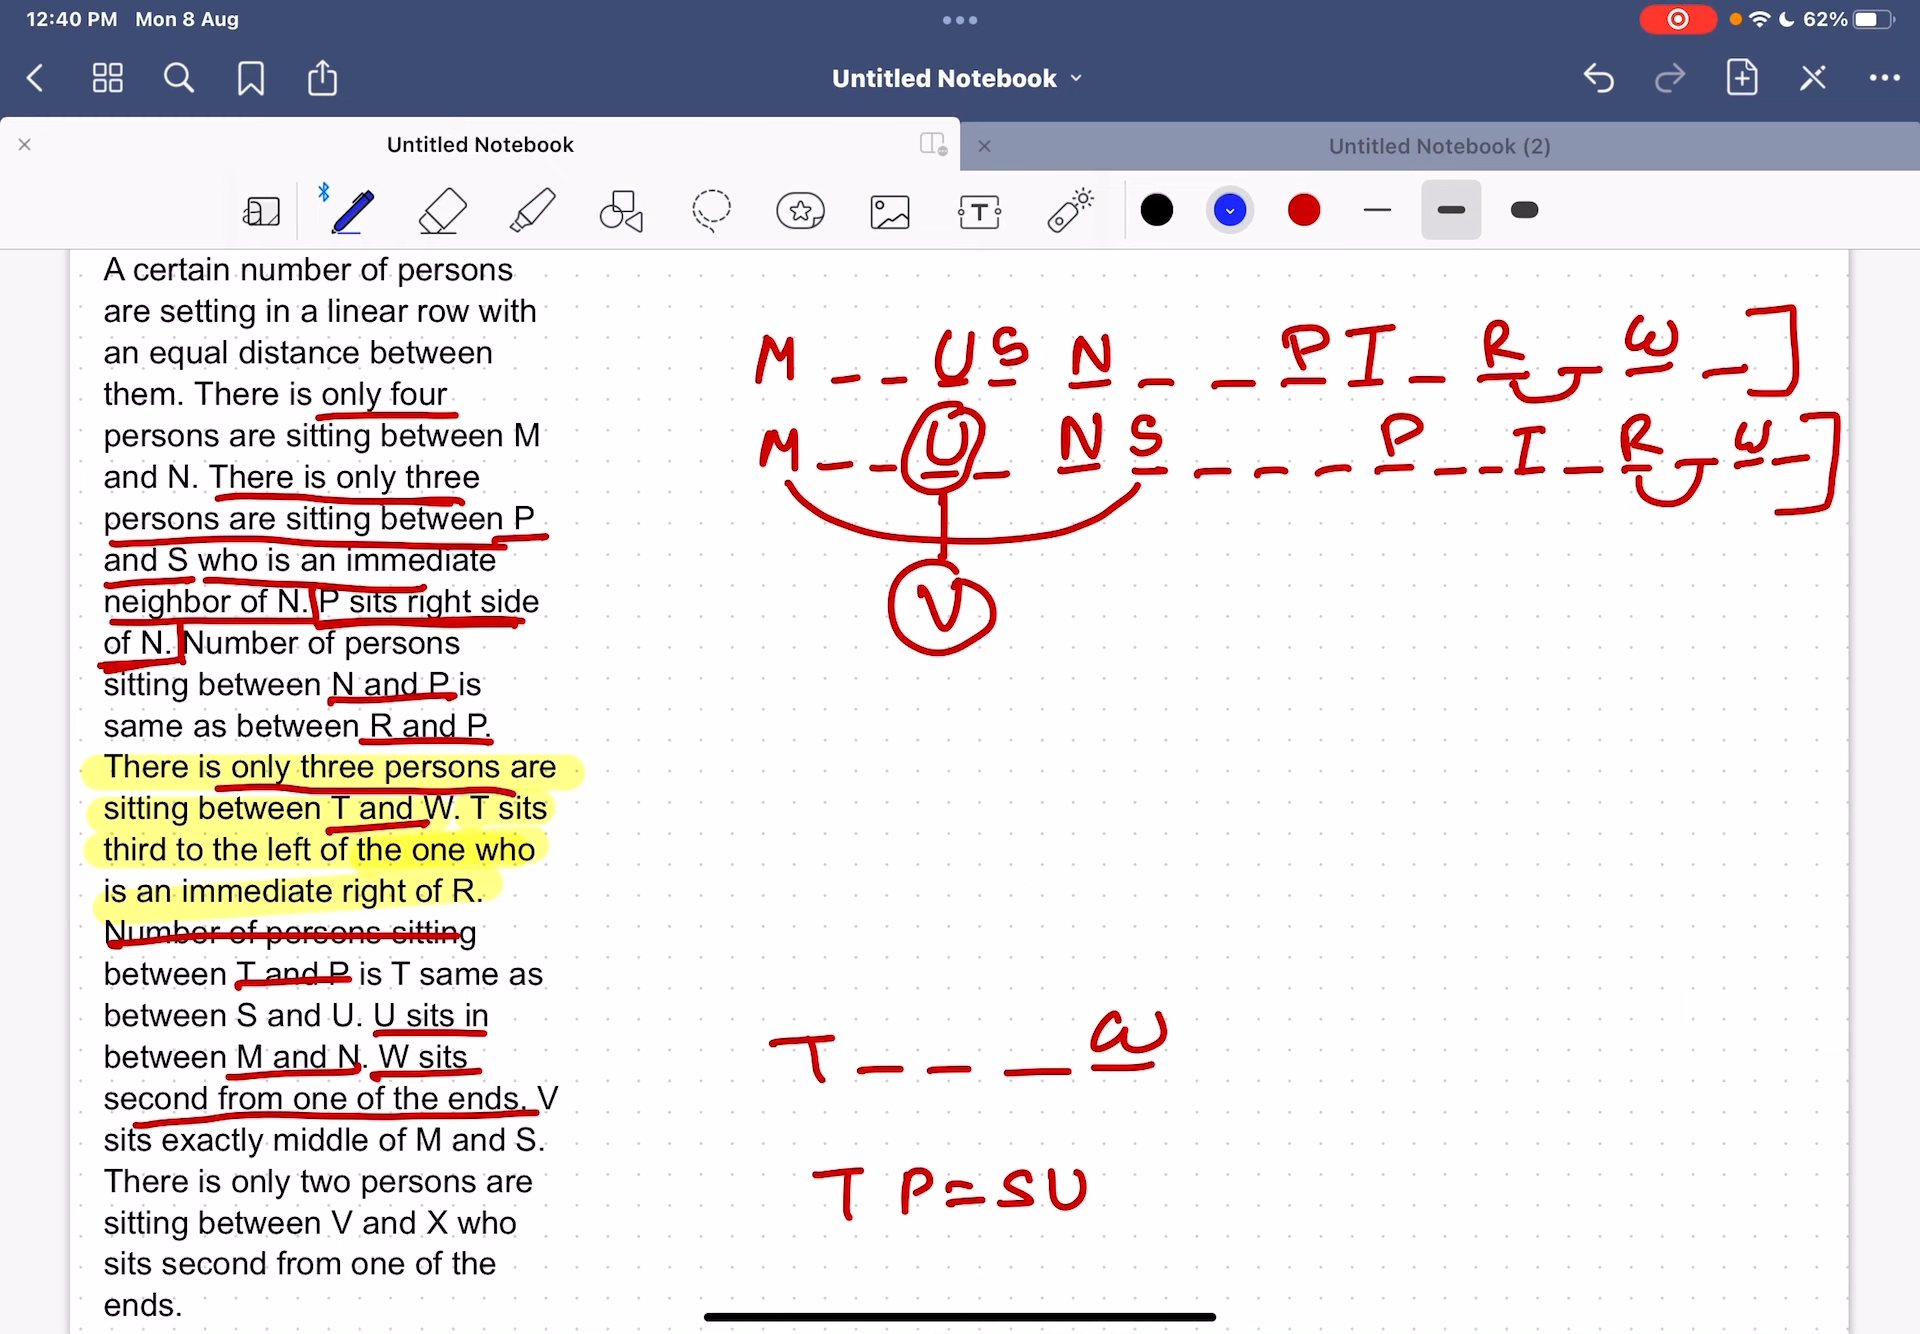 12:40 PM Mon 8 Aug
62%
Untitled Notebook
Untitled Notebook
Untitled Notebook (2)
A certain number of persons
are setting in a linear row with
an equal distance between
them. There is only four
persons are sitting between M
and N. There is only three
persons are sitting between P
and S who is an immediate
neighbor of N. P sits right side
of N. Number of persons
sitting between N and P is
same as between R and P.
There is only three persons are
sitting between T and W. T sits
third to the left of the one who
is an immediate right of R.
Number of persons sitting
between T and P is T same as
between S and U. U sits in
between M and N. W sits
second from one of the ends. V
sits exactly middle of M and S.
There is only two persons are
sitting between V and X who
sits second from one of the
ends.
M _ _ U S N _ _ P T _ R _ W _ ]
M _ _ U _ N S _ _ _ P _ _ T _ R _ W _ ]
V
T _ _ _ W
T P = S U